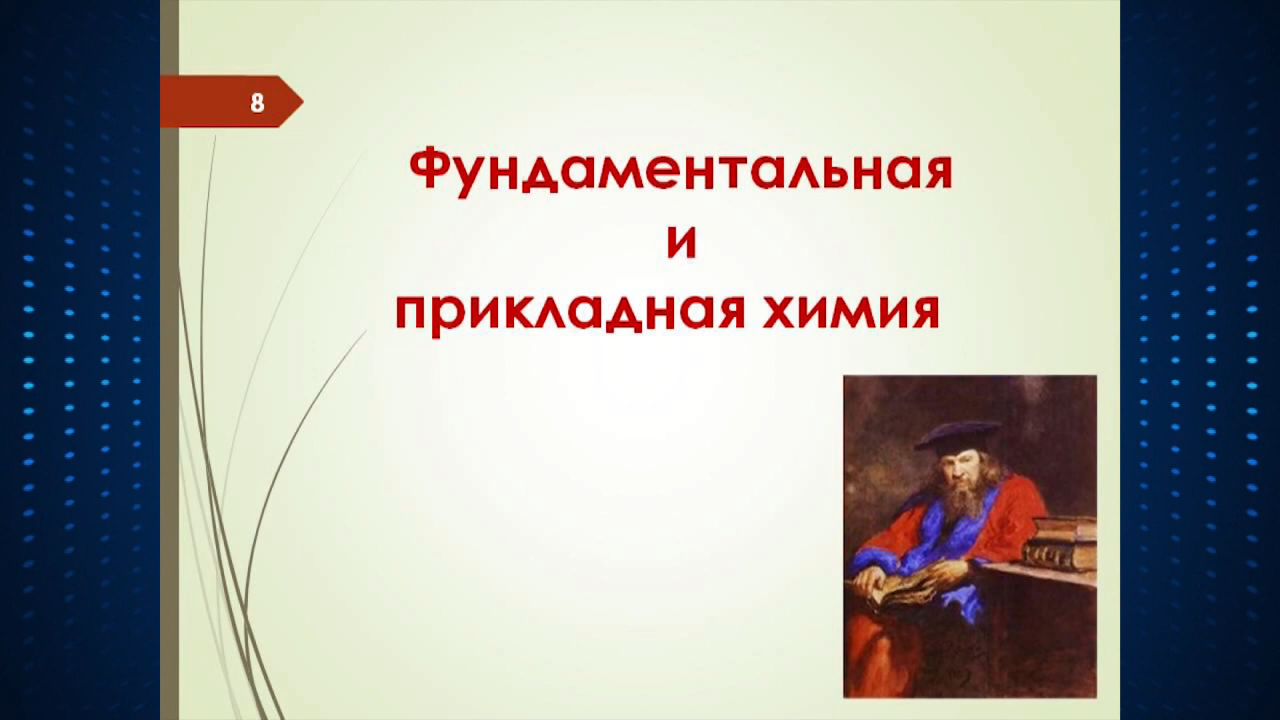 8
Фундаментальная
и
прикладная химия